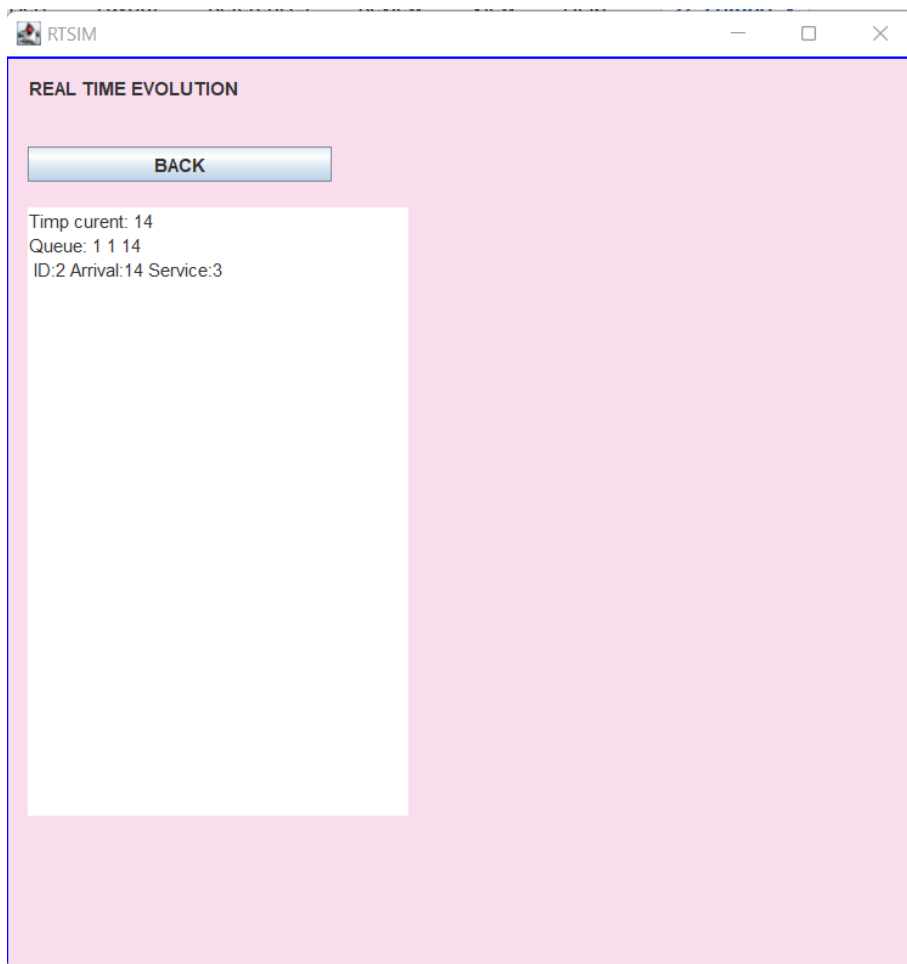 RTSIM
REAL TIME EVOLUTION
BACK
Timp curent: 14
Queue: 1 1 14
ID:2 Arrival:14 Service:3